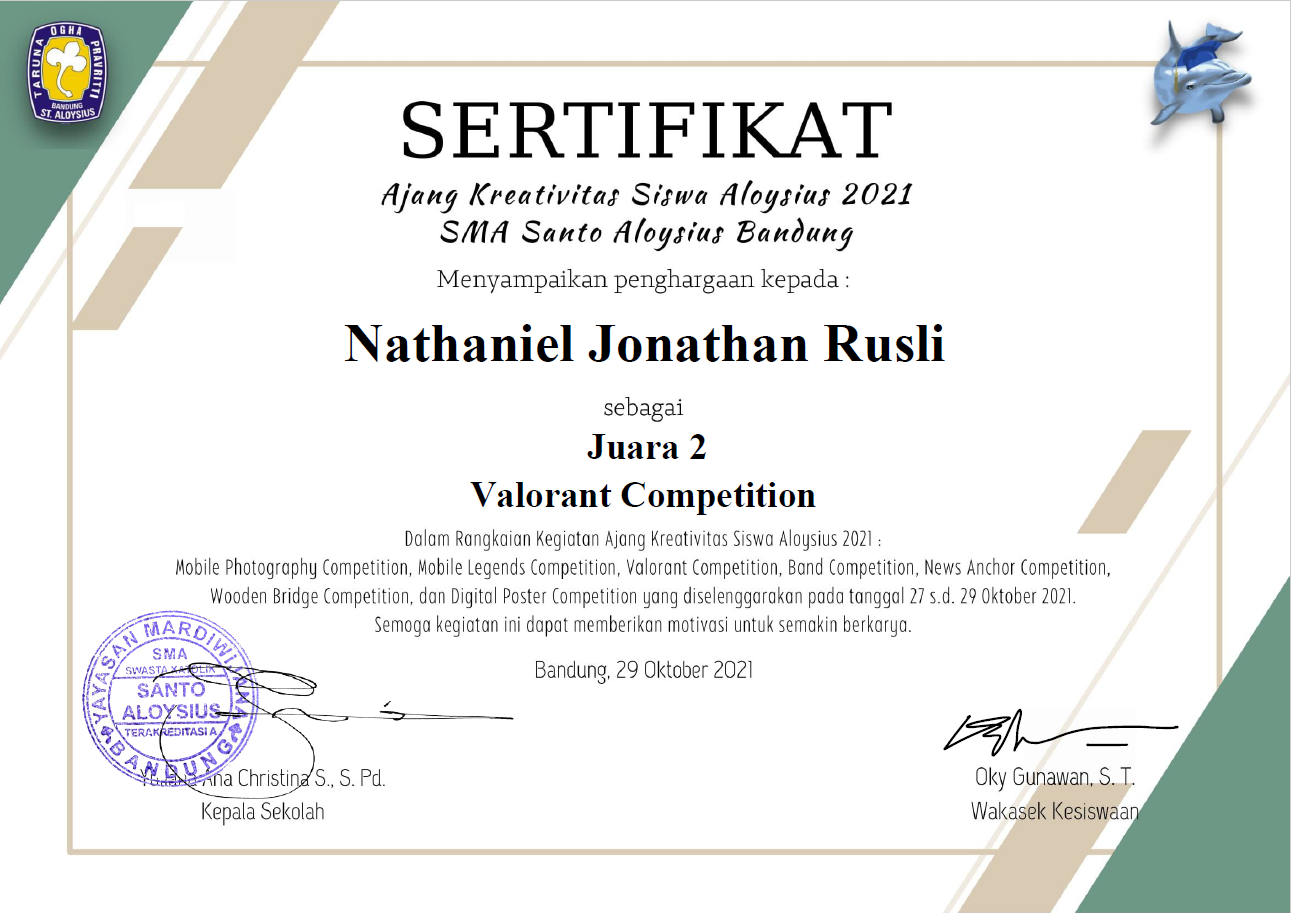 TARUNA OGHA PRAVRITTI
BANDUNG
ST. ALOYSIUS
SERTIFIKAT
Ajang Kreativitas Siswa Aloysius 2021
SMA Santo Aloysius Bandung
Menyampaikan penghargaan kepada :
Nathaniel Jonathan Rusli
sebagai
Juara 2
Valorant Competition
Dalam Rangkaian Kegiatan Ajang Kreativitas Siswa Aloysius 2021 :
Mobile Photography Competition, Mobile Legends Competition, Valorant Competition, Band Competition, News Anchor Competition,
Wooden Bridge Competition, dan Digital Poster Competition yang diselenggarakan pada tanggal 27 s.d. 29 Oktober 2021.
Semoga kegiatan ini dapat memberikan motivasi untuk semakin berkarya.
Bandung, 29 Oktober 2021
YAYASAN
SMA
SWASTA KATOLIK
SANTO
ALOYSIUS
TERAKREDITASI A
BANDUNG
Ana Christina S., S. Pd.
Kepala Sekolah
Oky Gunawan, S. T.
Wakasek Kesiswaan